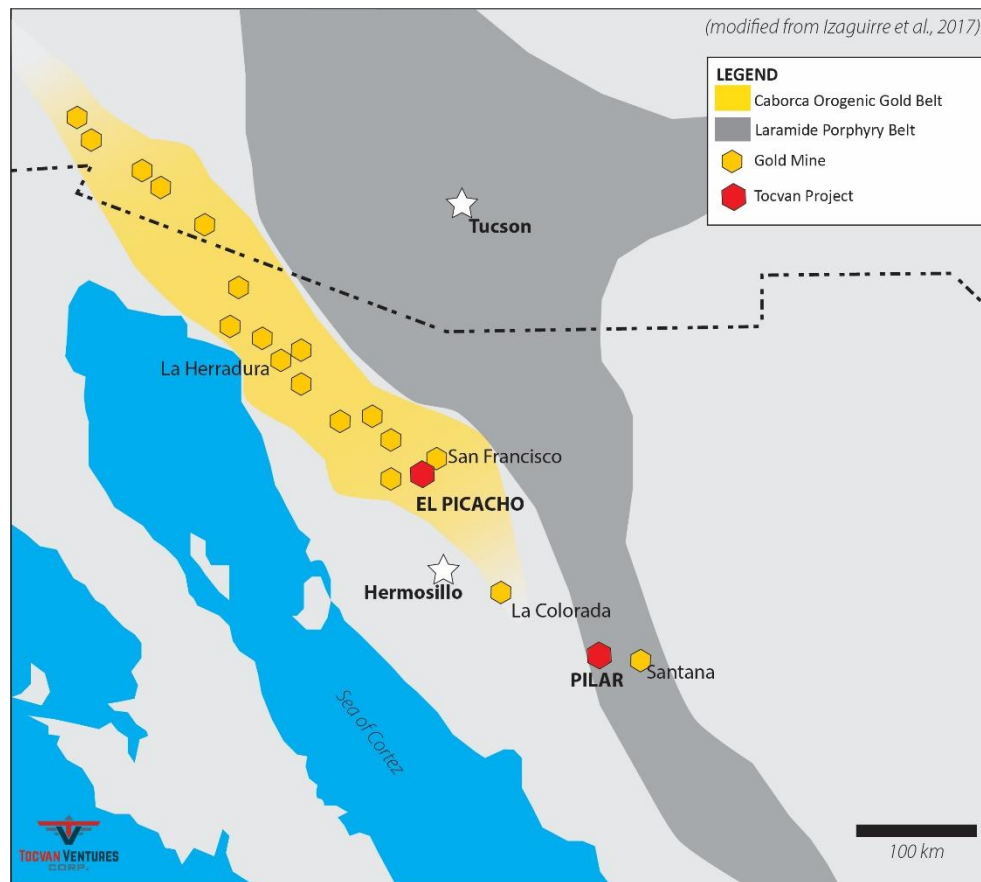 (modified from Izaguirre et al., 2017)
LEGEND
Caborca Orogenic Gold Belt
Laramide Porphyry Belt
Gold Mine
Tocvan Project
Tucson
La Herradura
San Francisco
EL PICACHO
Hermosillo
La Colorada
PILAR
Santana
Sea of Cortez
TOCVAN VENTURES
CORP.
100 km